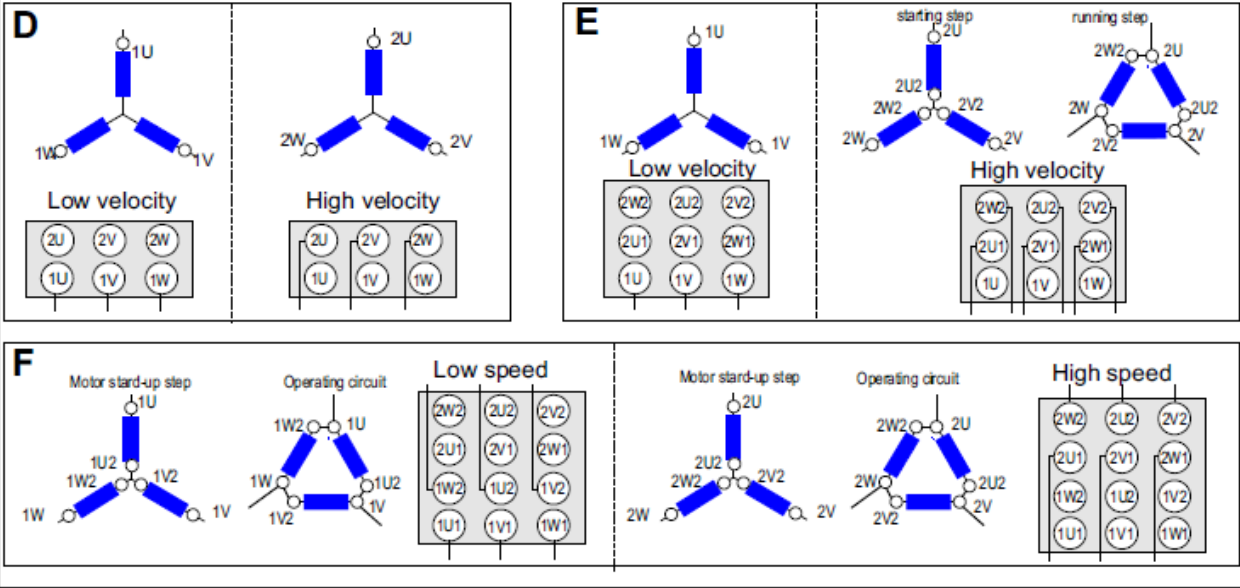 D
1U
1W
1V
Low velocity
2U 2V 2W
1U 1V 1W
2U
2W
2V
High velocity
2U 2V 2W
1U 1V 1W
E
1U
1W
1V
Low velocity
2W2 2U2 2V2
2U1 2V1 2W1
1U 1V 1W
starting step
2U
2U2
2W2 2V2
2W 2V
running step
2W2 2U
2W 2U2
2V2 2V
High velocity
2W2 2U2 2V2
2U1 2V1 2W1
1U 1V 1W
F
Motor stard-up step
1U
1U2
1W2 1V2
1W 1V
Operating circuit
1W2 1U
1W 1U2
1V2 1V
Low speed
2W2 2U2 2V2
2U1 2V1 2W1
1W2 1U2 1V2
1U1 1V1 1W1
Motor stard-up step
2U
2U2
2W2 2V2
2W 2V
Operating circuit
2W2 2U
2W 2U2
2V2 2V
High speed
2W2 2U2 2V2
2U1 2V1 2W1
1W2 1U2 1V2
1U1 1V1 1W1